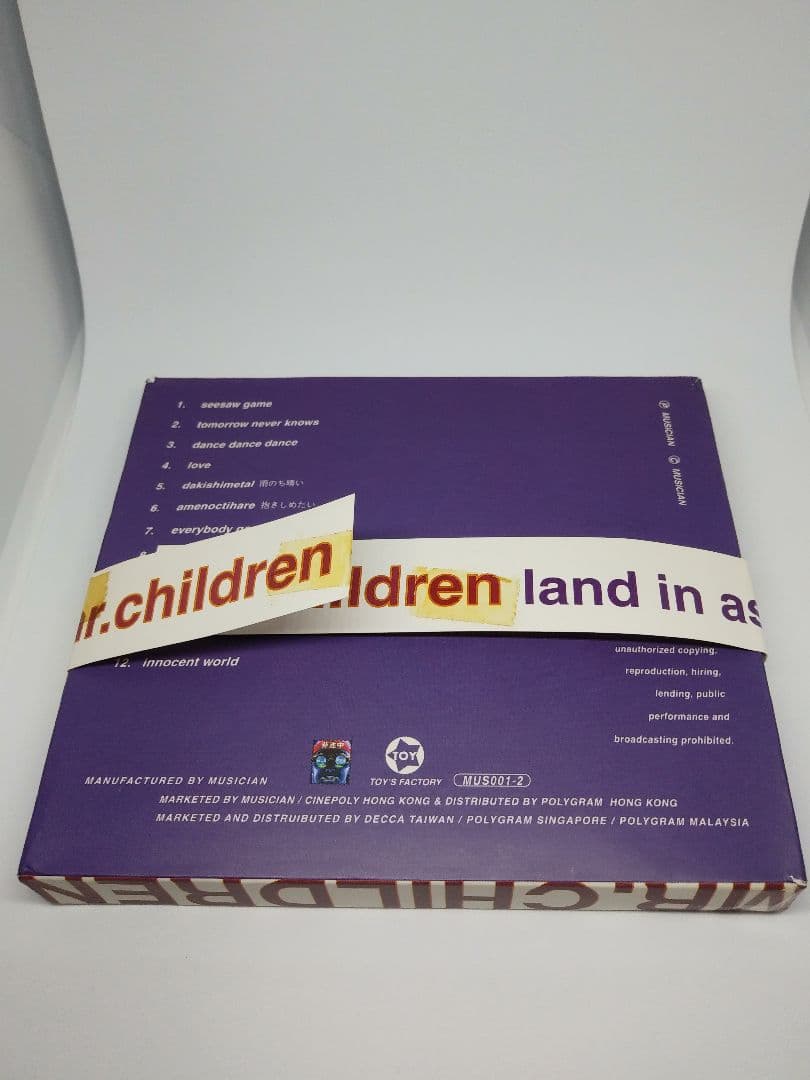 1. seesaw game
2. tomorrow never knows
3. dance dance dance
4. love
5. dakishimetal 雨のち晴い
6. amenoctihare 抱きしめたい
7. everybody
r.children
ildren land in as
12. innocent world
℗ MUSICIAN © MUSICIAN
unauthorized copying,
reproduction, hiring,
lending, public
performance and
broadcasting prohibited.
TOY
MANUFACTURED BY MUSICIAN
TOY'S FACTORY
MUS001-2
MARKETED BY MUSICIAN / CINEPOLY HONG KONG & DISTRIBUTED BY POLYGRAM HONG KONG
MARKETED AND DISTRUIBUTED BY DECCA TAIWAN / POLYGRAM SINGAPORE / POLYGRAM MALAYSIA
MR.CHILDREN